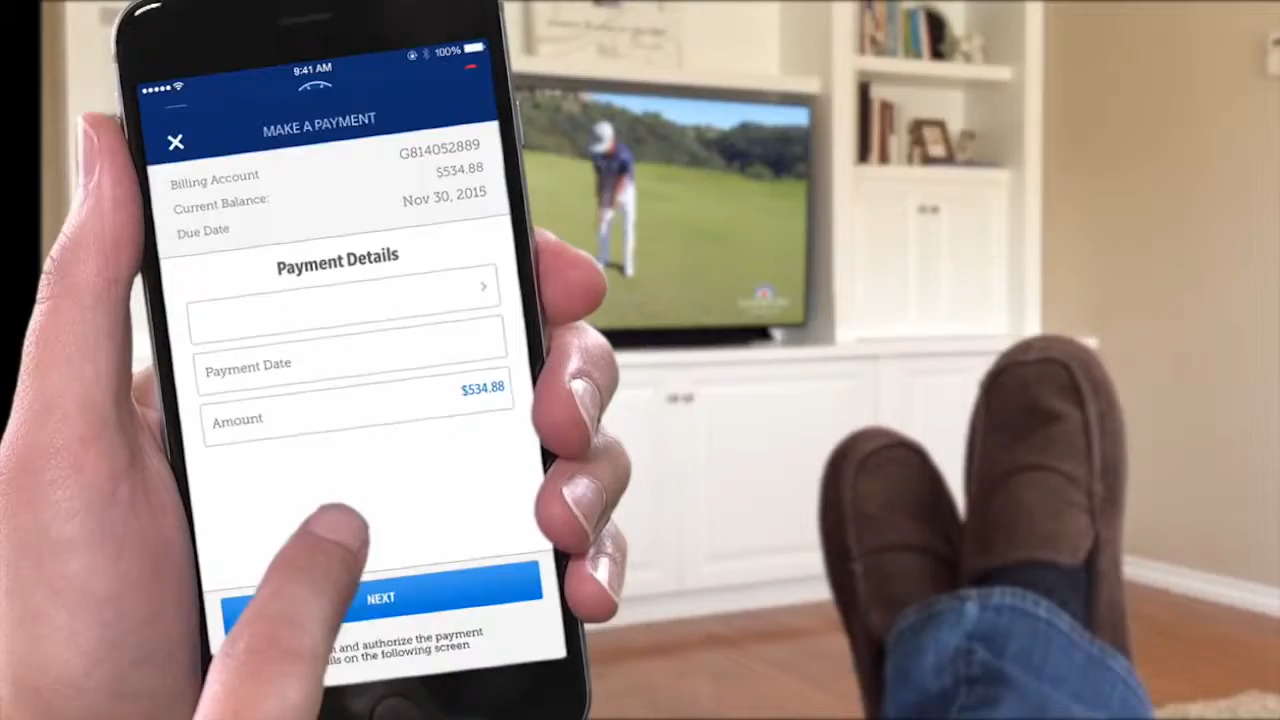 9:41 AM
100%
MAKE A PAYMENT
Billing Account G814052889
Current Balance: $534.88
Due Date Nov 30, 2015
Payment Details
Payment Date
Amount $534.88
NEXT
and authorize the payment
on the following screen